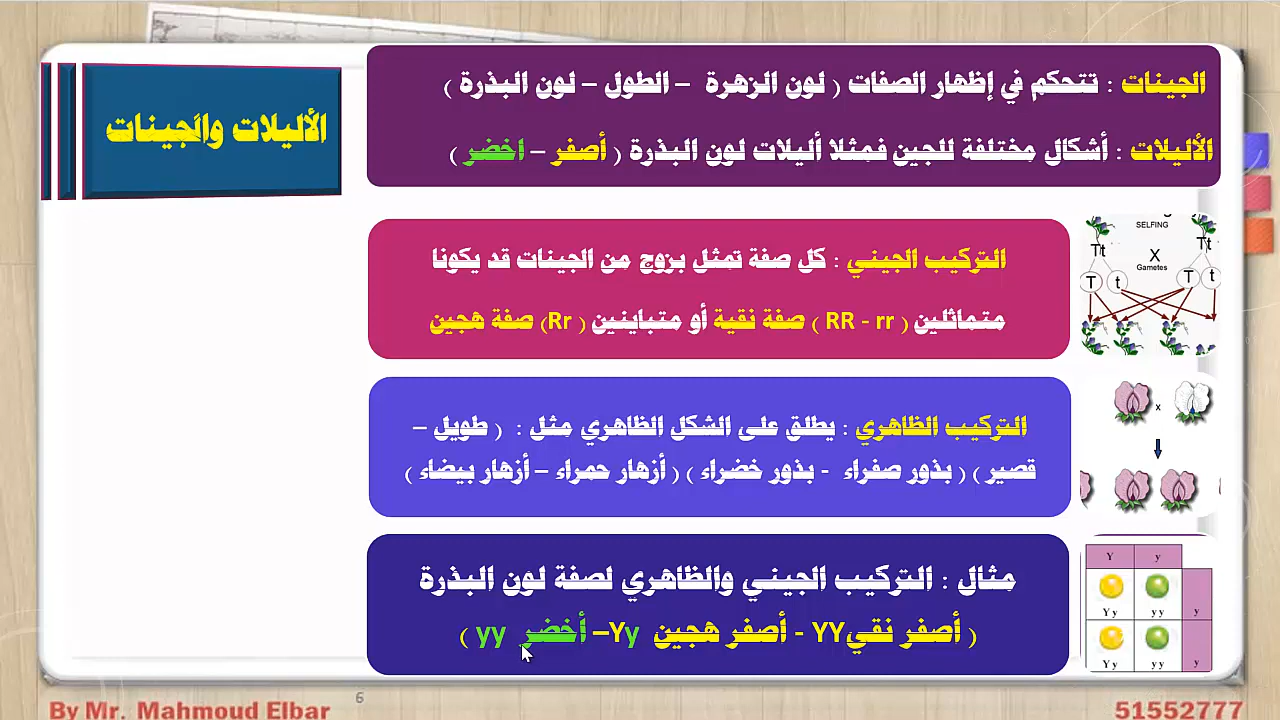 الأليلات والجينات
الجينات : تتحكم في إظهار الصفات ( لون الزهرة – الطول – لون البذرة )
الأليلات : أشكال مختلفة للجين فمثلا أليلات لون البذرة ( أصفر – اخضر )
التركيب الجيني : كل صفة تمثل بزوج من الجينات قد يكونا
متماثلين ( RR - rr ) صفة نقية أو متباينين ( Rr) صفة هجين
SELFING
Tt
Tt
X
Gametes
T
t
T
t
التركيب الظاهري : يطلق على الشكل الظاهري مثل : ( طويل –
قصير ) ( بذور صفراء - بذور خضراء ) ( أزهار حمراء – أزهار بيضاء )
x
مثال : التركيب الجيني والظاهري لصفة لون البذرة
( أصفر نقي YY - أصفر هجين Yy – أخضر yy )
Y y
Y y
y y
y
Y y
y y
y
6
By Mr. Mahmoud Elbar
51552777